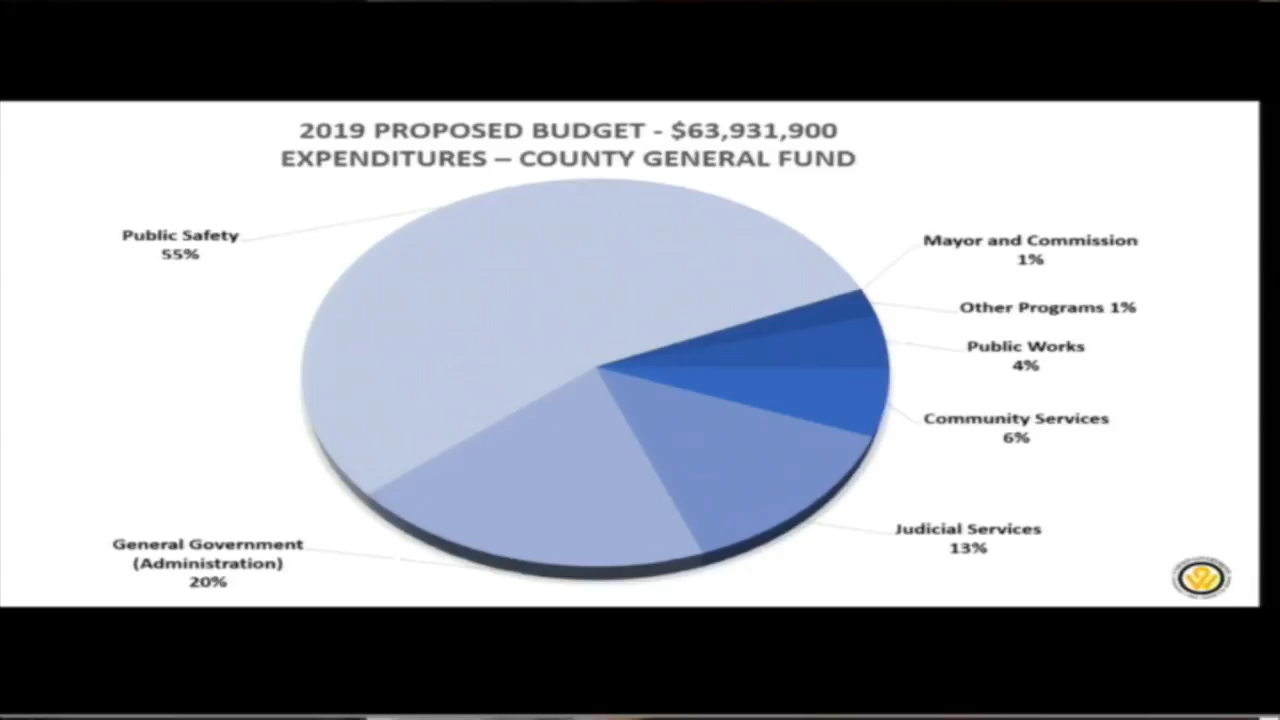 2019 PROPOSED BUDGET - $63,931,900
EXPENDITURES – COUNTY GENERAL FUND
Public Safety
55%
Mayor and Commission
1%
Other Programs 1%
Public Works
4%
Community Services
6%
Judicial Services
13%
General Government
(Administration)
20%